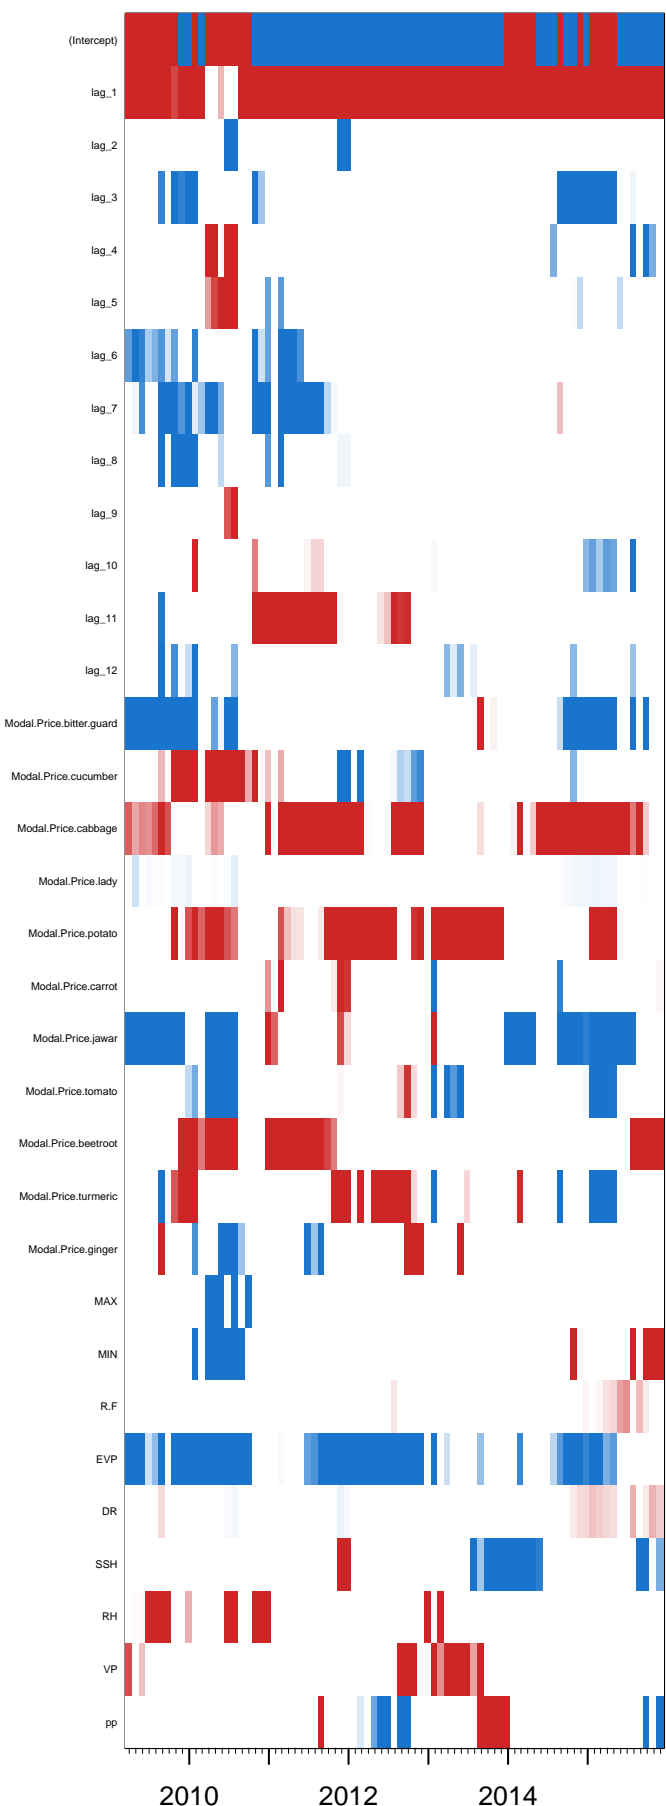 (Intercept)
lag_1
lag_2
lag_3
lag_4
lag_5
lag_6
lag_7
lag_8
lag_9
lag_10
lag_11
lag_12
Modal.Price.bitter.guard
Modal.Price.cucumber
Modal.Price.cabbage
Modal.Price.lady
Modal.Price.potato
Modal.Price.carrot
Modal.Price.jawar
Modal.Price.tomato
Modal.Price.beetroot
Modal.Price.turmeric
Modal.Price.ginger
MAX
MIN
R.F
EVP
DR
SSH
RH
VP
pp
2010 2012 2014